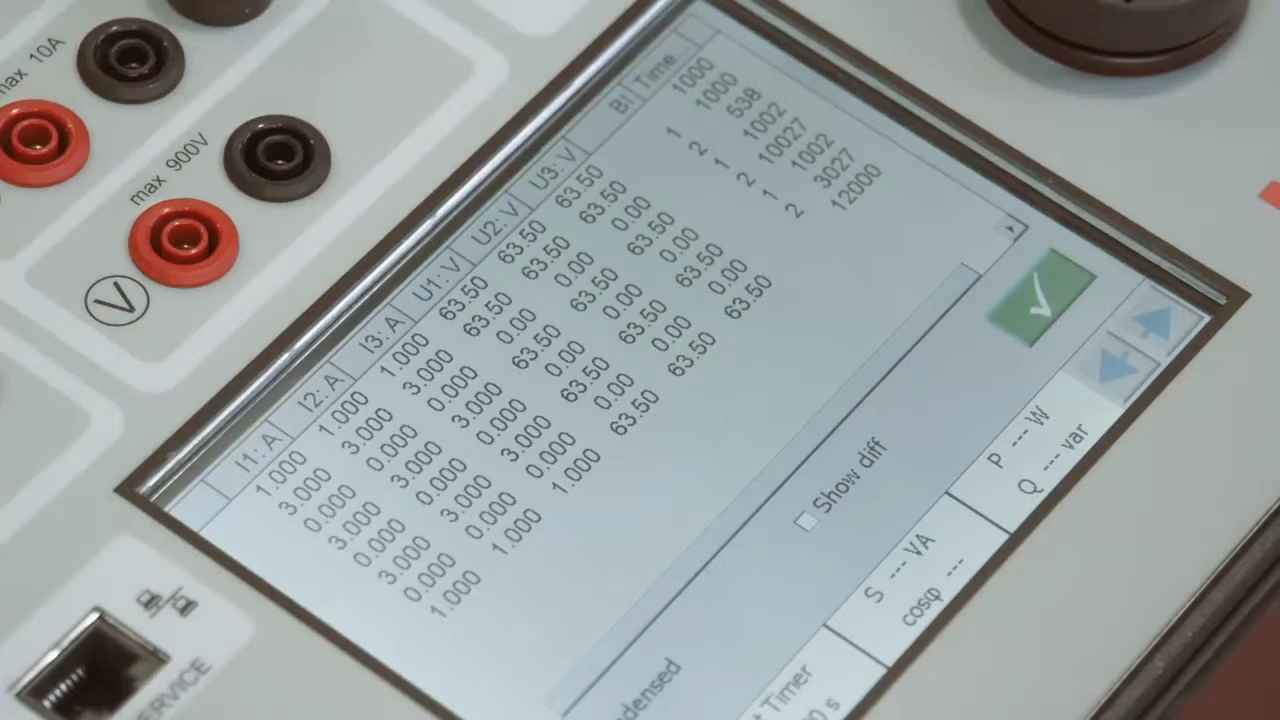 max 10A
max 900V
V
SERVICE
I1: A I2: A I3: A U1: V U2: V U3: V BI Time
1.000 1.000 1.000 63.50 63.50 63.50 1000
3.000 3.000 3.000 63.50 63.50 63.50 1 1000
0.000 0.000 0.000 0.00 0.00 0.00 2 538
3.000 3.000 3.000 63.50 63.50 63.50 1 1002
0.000 0.000 0.000 0.00 0.00 0.00 2 10027
3.000 3.000 3.000 63.50 63.50 63.50 1 1002
0.000 0.000 0.000 0.00 0.00 0.00 2 3027
1.000 1.000 1.000 63.50 63.50 63.50 12000
Show diff
P --- W
Q --- var
S --- VA
cosφ ---
Timer
s